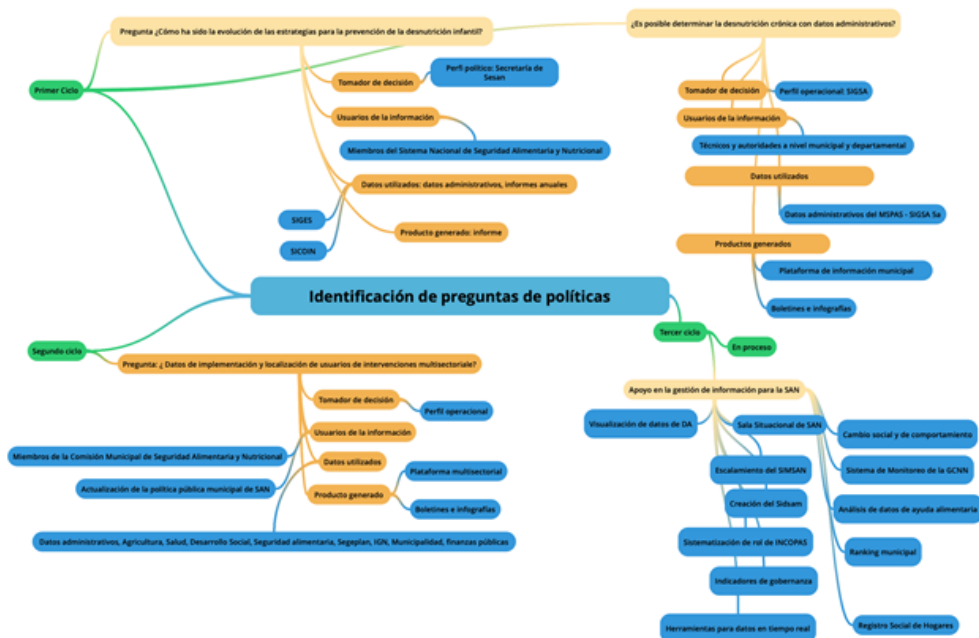 Pregunta ¿Cómo ha sido la evolución de las estrategias para la prevención de la desnutrición infantil?
¿Es posible determinar la desnutrición crónica con datos administrativos?
Primer Ciclo
Tomador de decisión
Perfil político: Secretaría de
Sesan
Usuarios de la información
Miembros del Sistema Nacional de Seguridad Alimentaria y Nutricional
Datos utilizados: datos administrativos, informes anuales
SIGES
SICOIN
Producto generado: informe
Tomador de decisión
Perfil operacional: SIGSA
Usuarios de la información
Técnicos y autoridades a nivel municipal y departamental
Datos utilizados
Datos administrativos del MSPAS - SIGSA 5a
Productos generados
Plataforma de información municipal
Boletines e infografías
Identificación de preguntas de políticas
Segundo ciclo
Pregunta: ¿ Datos de implementación y localización de usuarios de intervenciones multisectoriale?
Tomador de decisión
Perfil operacional
Usuarios de la información
Miembros de la Comisión Municipal de Seguridad Alimentaria y Nutricional
Actualización de la política pública municipal de SAN
Datos utilizados
Datos administrativos, Agricultura, Salud, Desarrollo Social, Seguridad alimentaria, Segeplan, IGN, Municipalidad, finanzas públicas
Producto generado
Plataforma multisectorial
Boletines e infografías
Tercer ciclo
En proceso
Apoyo en la gestión de información para la SAN
Visualización de datos de DA
Sala Situacional de SAN
Escalamiento del SIMSAN
Creación del Sidsam
Sistematización de rol de INCOPAS
Indicadores de gobernanza
Herramientas para datos en tiempo real
Cambio social y de comportamiento
Sistema de Monitoreo de la GCNN
Análisis de datos de ayuda alimentaria
Ranking municipal
Registro Social de Hogares